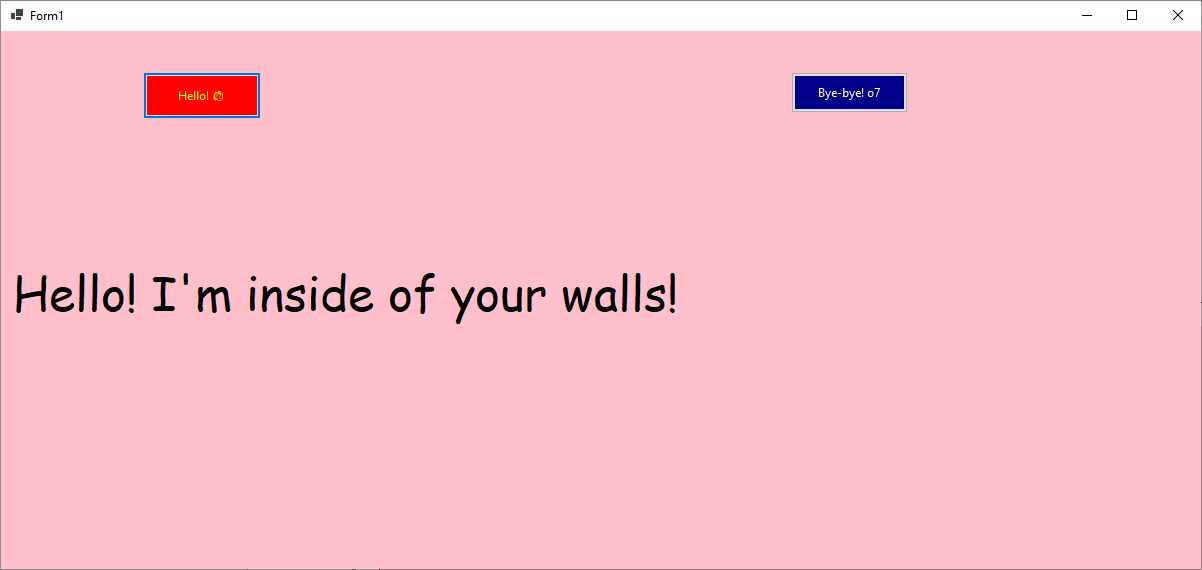 Form1
Hello! 👋
Bye-bye! o7
Hello! I'm inside of your walls!